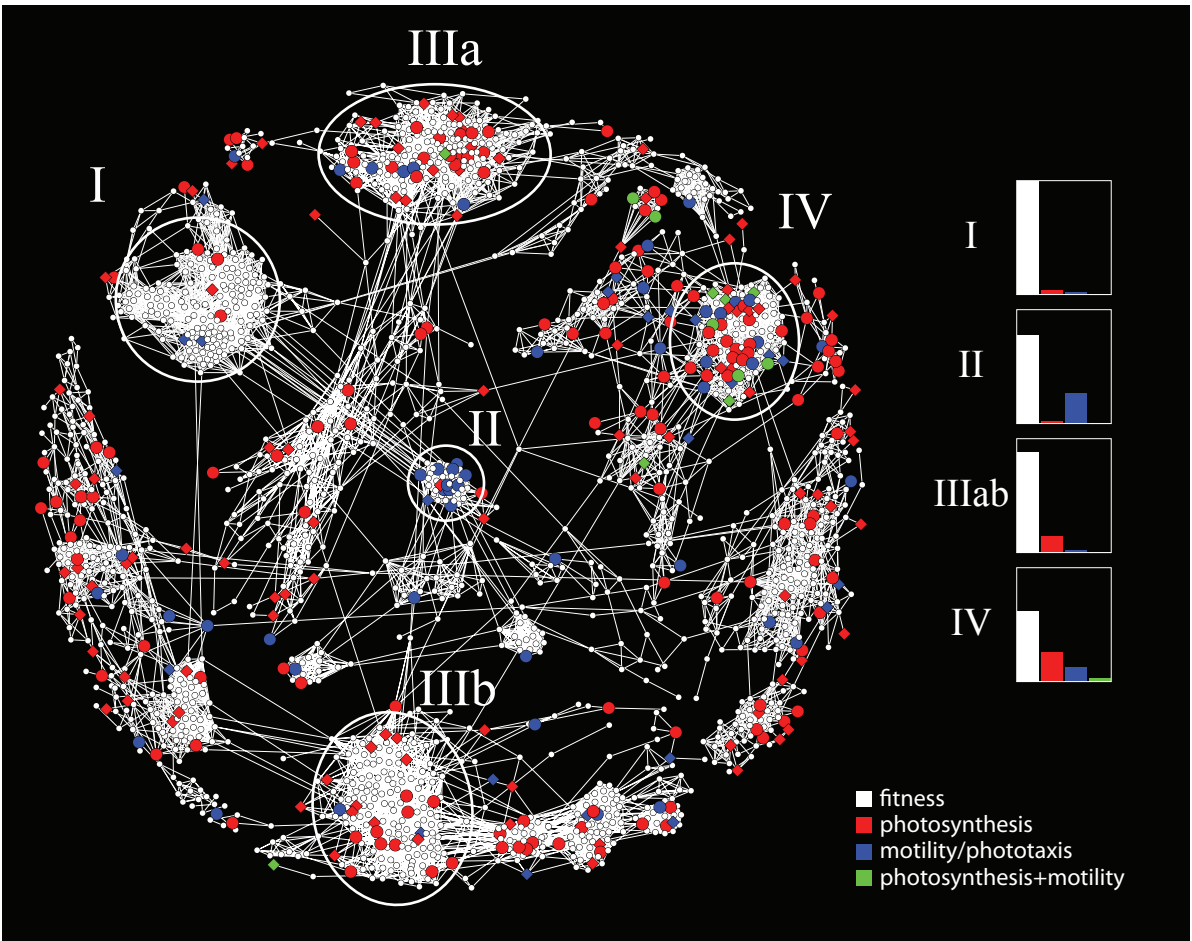 IIIa
I
IV
II
IIIb
I
II
IIIab
IV
fitness
photosynthesis
motility/phototaxis
photosynthesis+motility